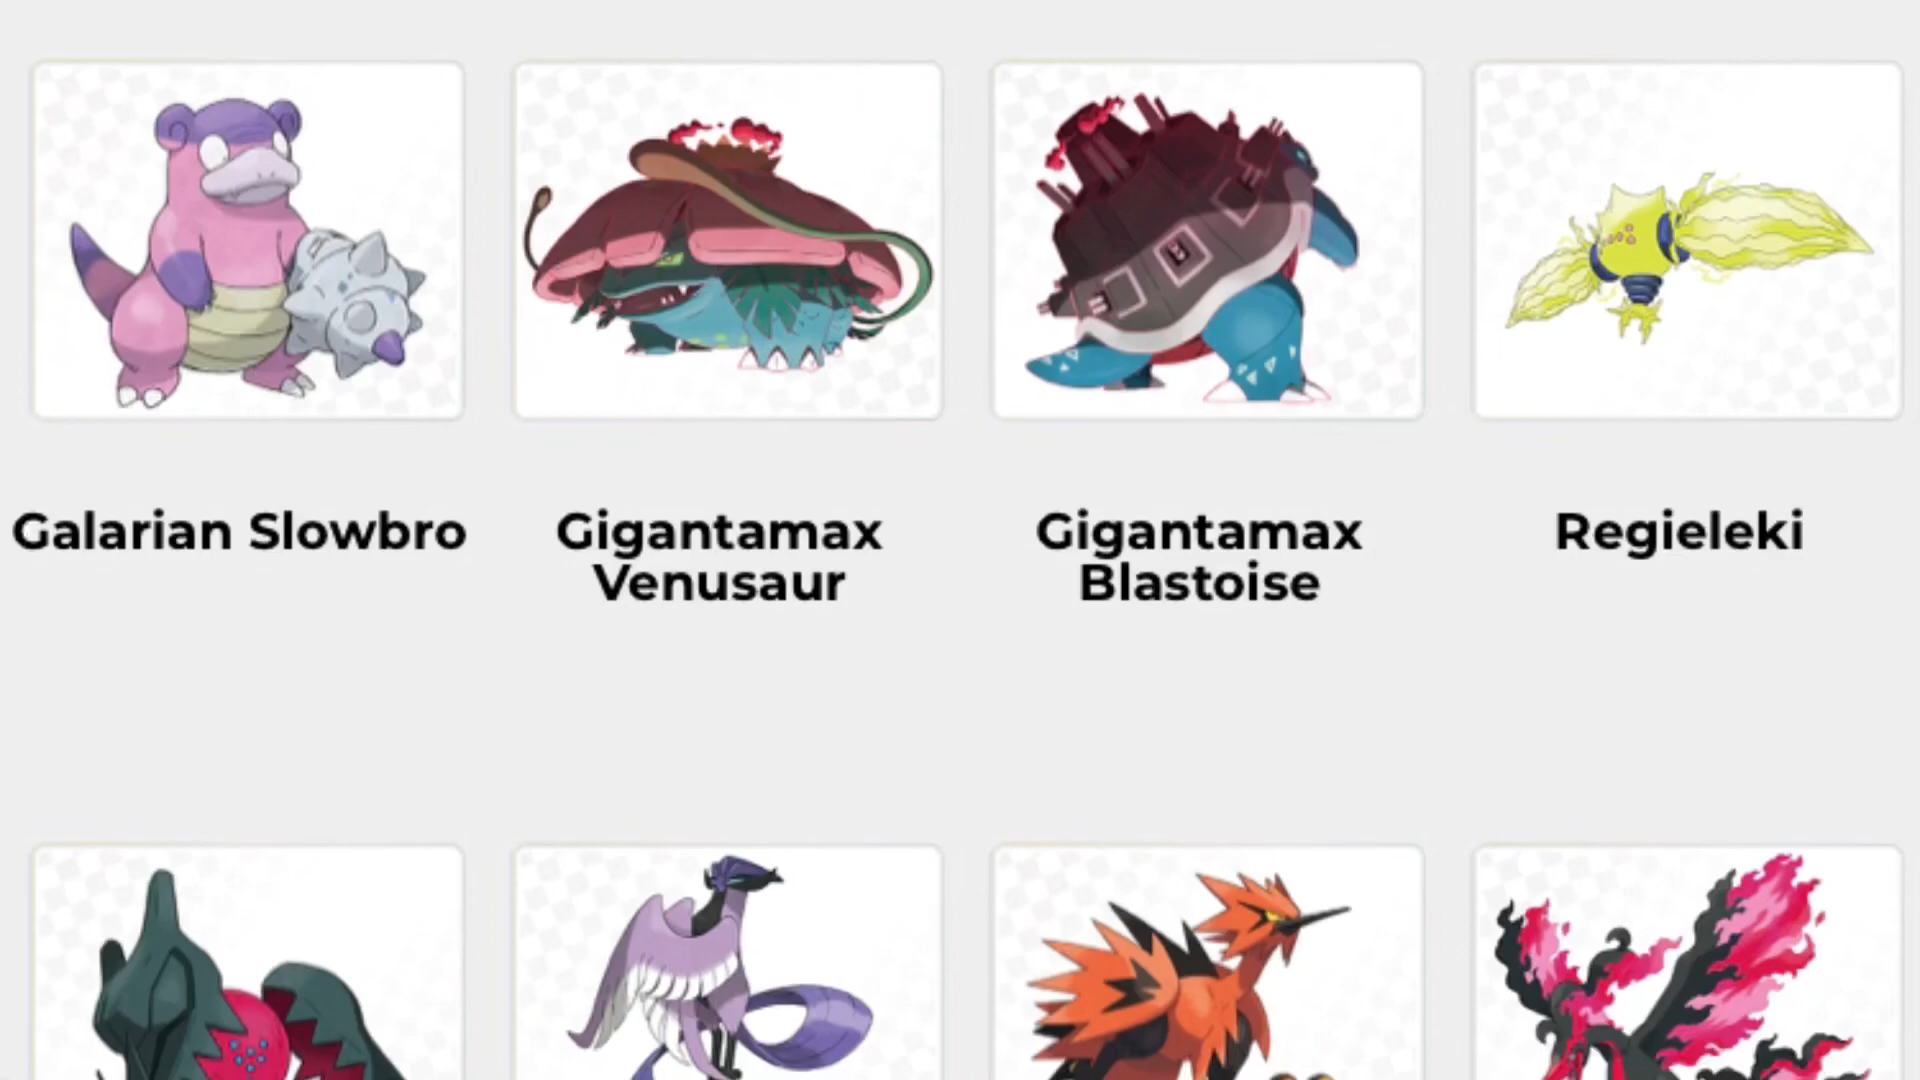 Galarian Slowbro
Gigantamax
Venusaur
Gigantamax
Blastoise
Regieleki